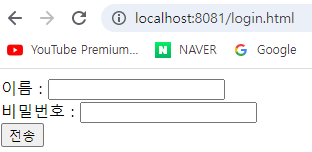 localhost:8081/login.html
YouTube Premium... NAVER Google
이름 :
비밀번호 :
전송